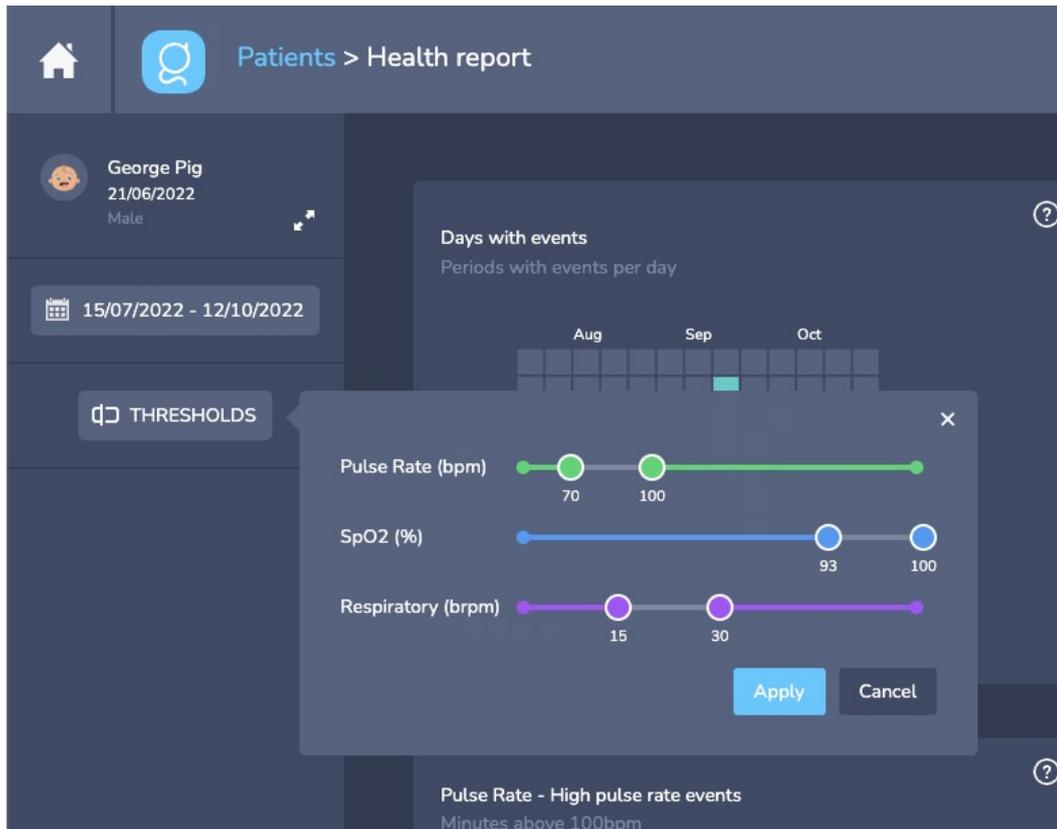 Patients > Health report
George Pig
21/06/2022
Male
15/07/2022 - 12/10/2022
THRESHOLDS
?
Days with events
Periods with events per day
Aug Sep Oct
×
Pulse Rate (bpm)
70 100
SpO2 (%)
93 100
Respiratory (brpm)
15 30
Apply Cancel
?
Pulse Rate - High pulse rate events
Minutes above 100bpm